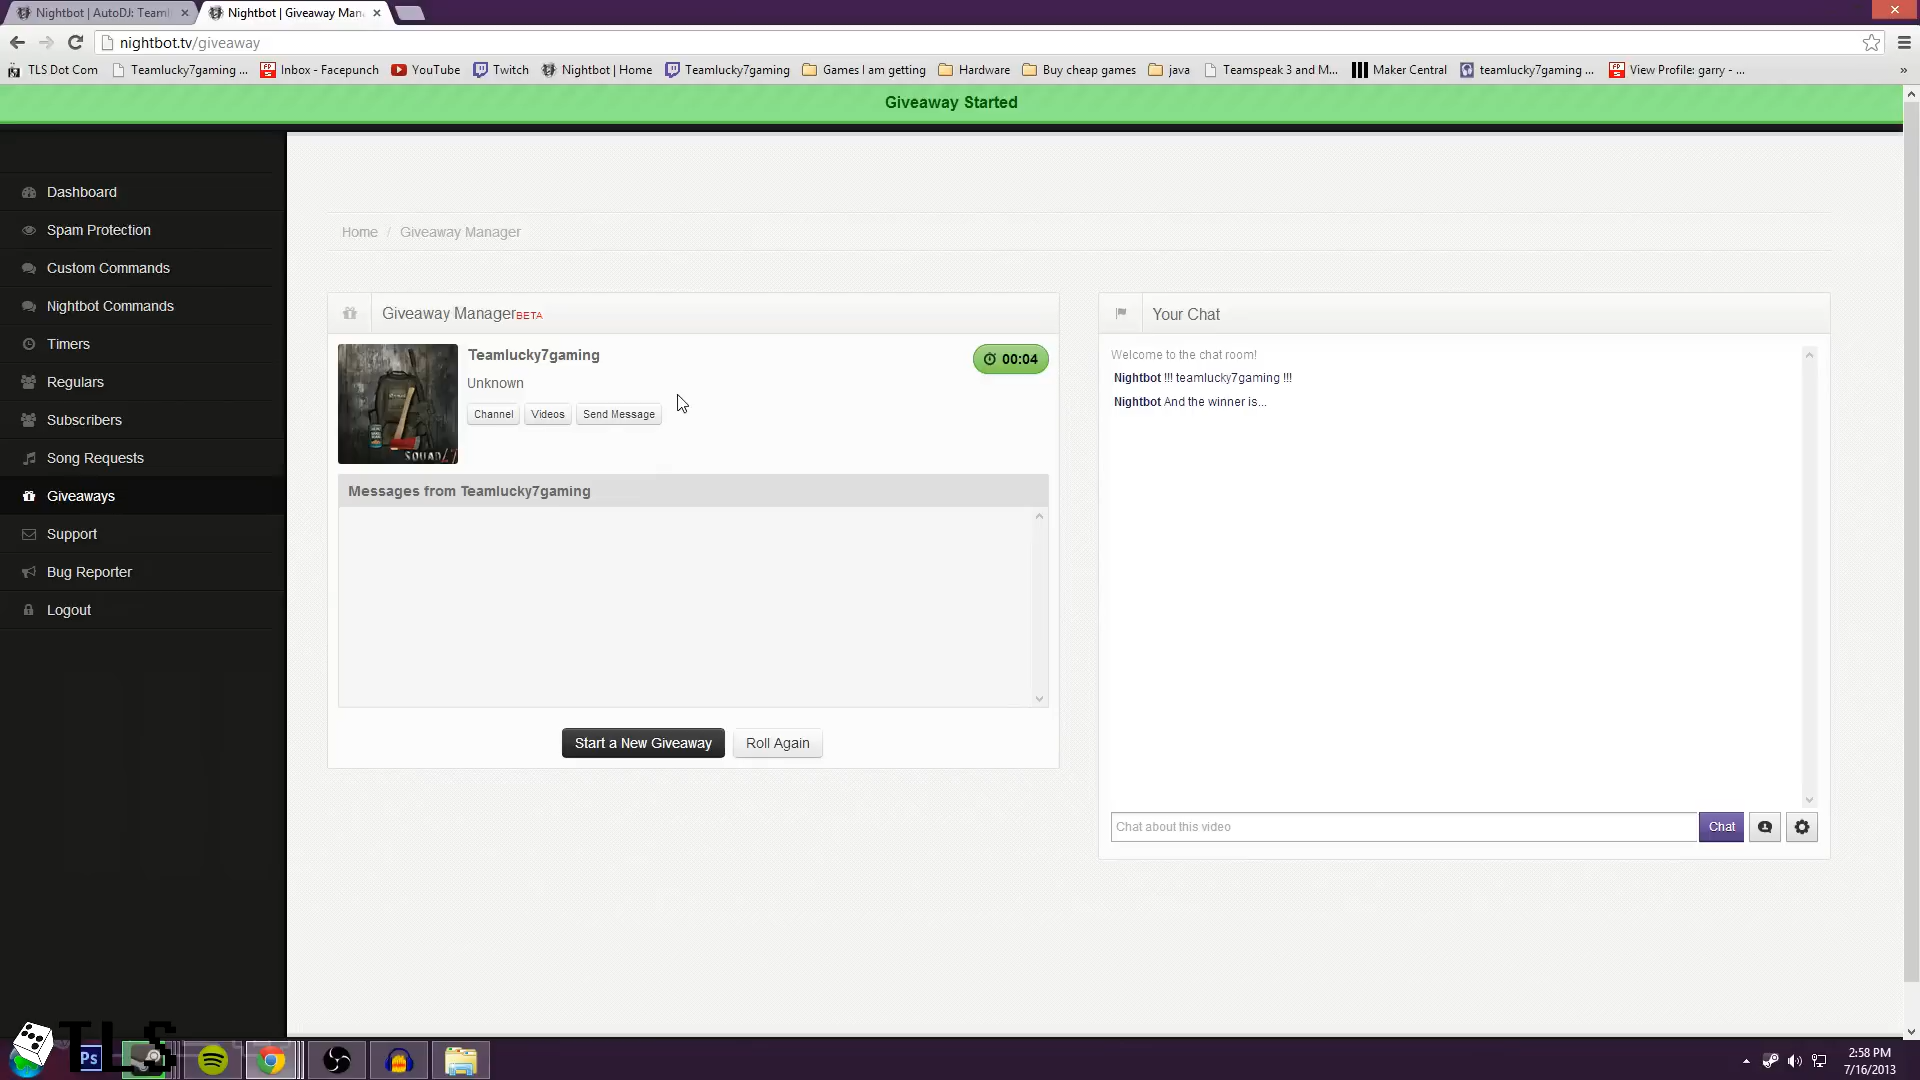 Nightbot | AutoDJ: Teaml
Nightbot | Giveaway Man
nightbot.tv/giveaway
TLS Dot Com
Teamlucky7gaming ...
Inbox - Facepunch
YouTube
Twitch
Nightbot | Home
Teamlucky7gaming
Games I am getting
Hardware
Buy cheap games
java
Teamspeak 3 and M...
Maker Central
teamlucky7gaming ...
View Profile: garry - ...
»
Giveaway Started
Dashboard
Spam Protection
Custom Commands
Nightbot Commands
Timers
Regulars
Subscribers
Song Requests
Giveaways
Support
Bug Reporter
Logout
Home / Giveaway Manager
Giveaway Manager BETA
Teamlucky7gaming
00:04
Unknown
Channel
Videos
Send Message
SQUAD
Messages from Teamlucky7gaming
Start a New Giveaway
Roll Again
Your Chat
Welcome to the chat room!
Nightbot !!! teamlucky7gaming !!!
Nightbot And the winner is...
Chat about this video
Chat
TLS
Ps
2:58 PM
7/16/2013